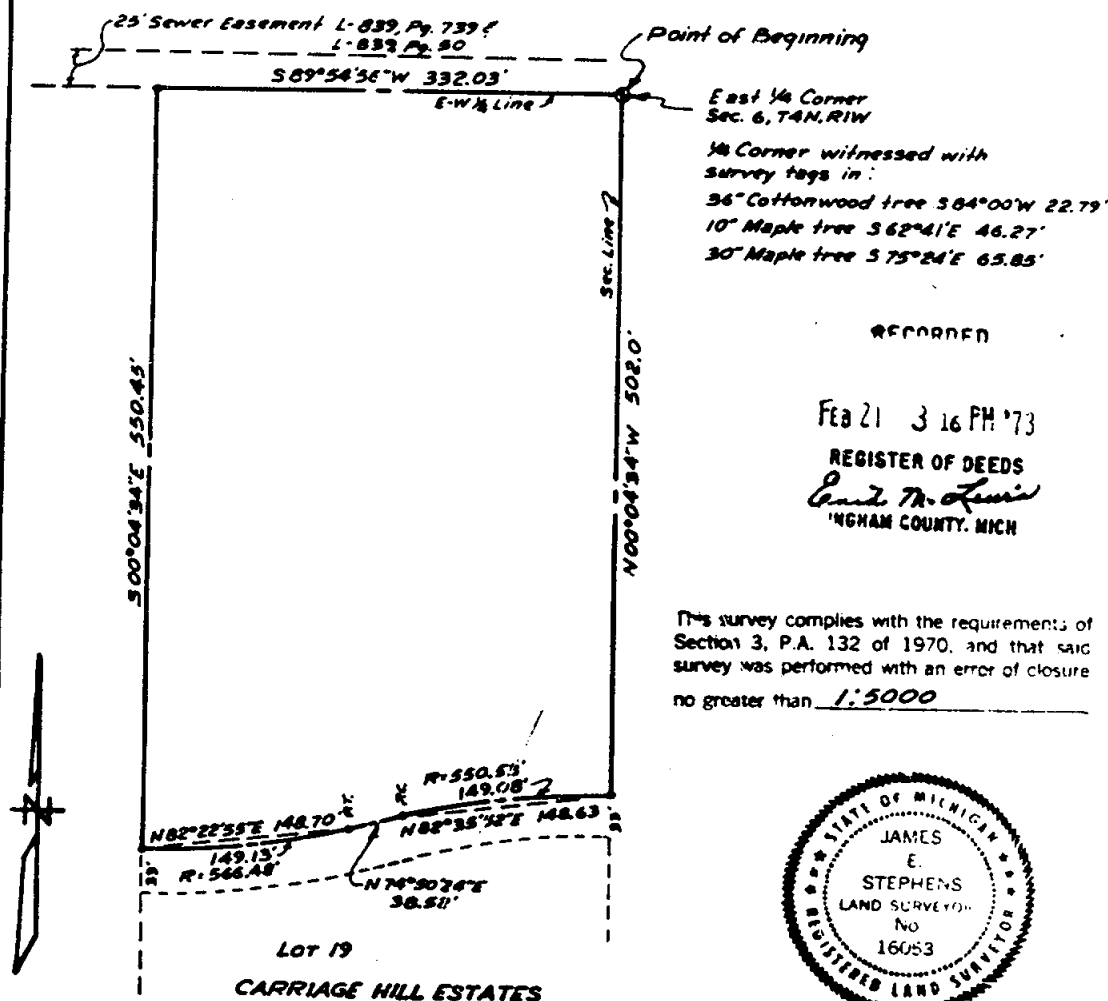 25' Sewer Easement L-839, Pg. 739 &
L-839, Pg. 50
S 89°54'56"W 332.03'
E-W ¼ Line
Point of Beginning
East ¼ Corner
Sec. 6, T4N, R1W
¼ Corner witnessed with
survey tags in:
36" Cottonwood tree S 84°00'W 22.79'
10" Maple tree S 62°41'E 46.27'
30" Maple tree S 75°24'E 65.85'
Sec. Line
S 00°04'34"E 550.45'
N 00°04'34"W 502.0'
RECORDED
FEB 21 3 16 PM '73
REGISTER OF DEEDS
INGHAM COUNTY. MICH
This survey complies with the requirements of
Section 3, P.A. 132 of 1970, and that said
survey was performed with an error of closure
no greater than 1:5000
R=550.53'
149.08'
N 82°35'52"E 148.63
P.C.
P.T.
N 82°22'55"E 148.70
149.13'
R=566.48'
N 74°50'24"E
38.50'
33'
33'
LOT 19
CARRIAGE HILL ESTATES
STATE OF MICHIGAN
JAMES
E.
STEPHENS
LAND SURVEYOR
No
16053
REGISTERED LAND SURVEYOR